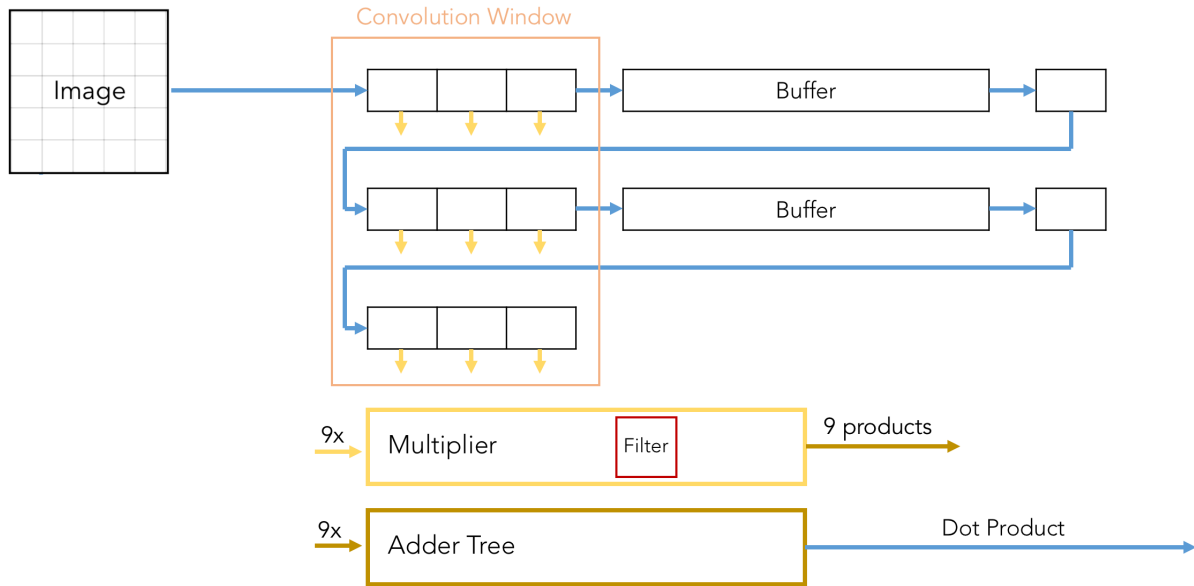 Convolution Window
Image
Buffer
Buffer
9x
Multiplier
Filter
9 products
9x
Adder Tree
Dot Product